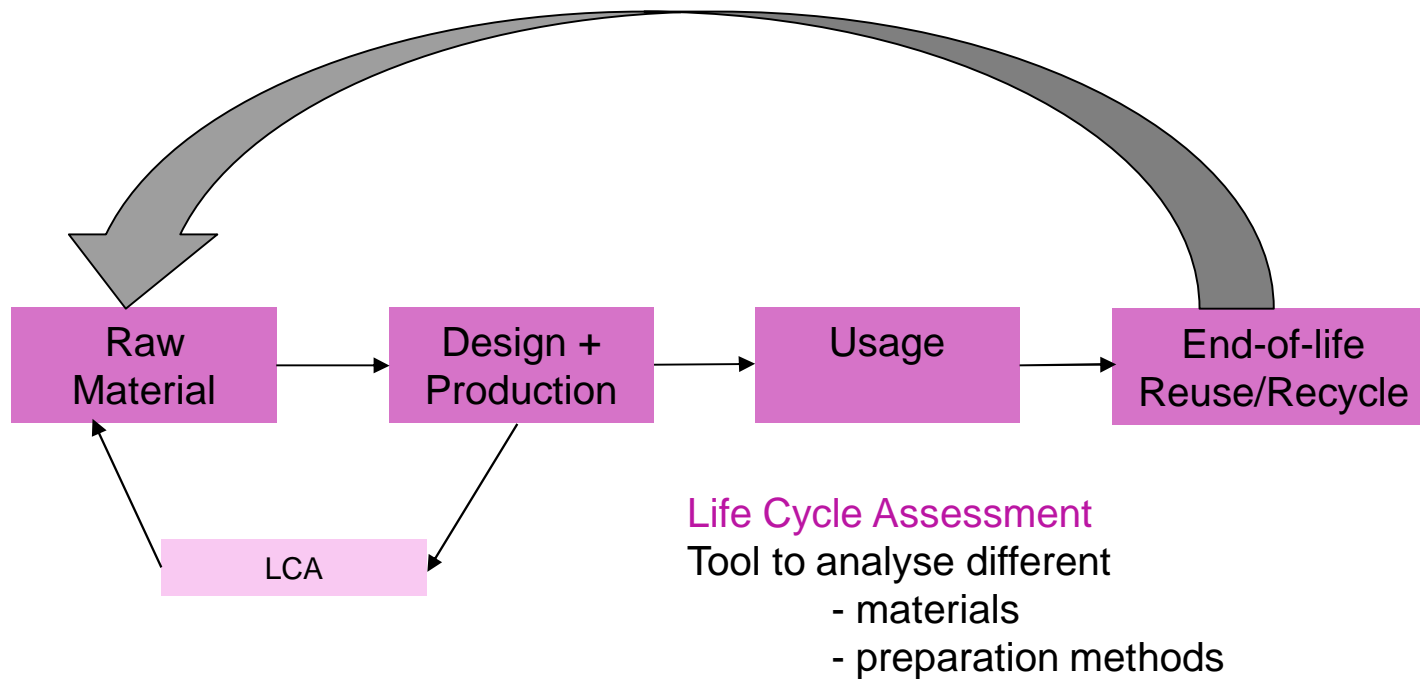 Raw
Material
Design +
Production
Usage
End-of-life
Reuse/Recycle
LCA
Life Cycle Assessment
Tool to analyse different
- materials
- preparation methods